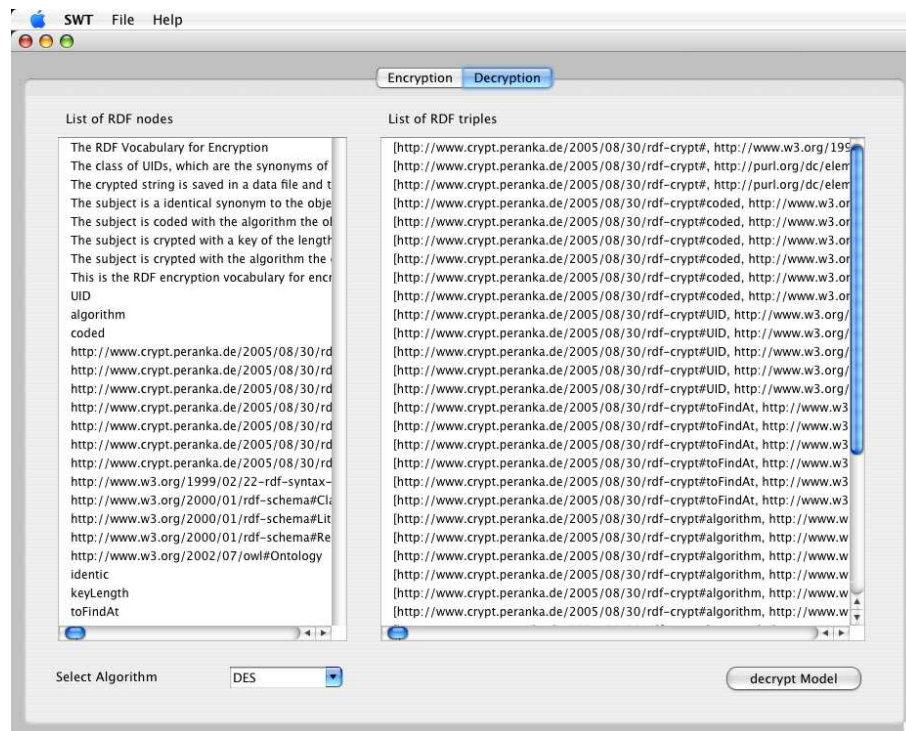 SWT File Help
Encryption Decryption
List of RDF nodes
The RDF Vocabulary for Encryption
The class of UIDs, which are the synonyms of
The crypted string is saved in a data file and t
The subject is a identical synonym to the obje
The subject is coded with the algorithm the
The subject is crypted with a key of the length
The subject is crypted with the algorithm the
This is the RDF encryption vocabulary for encr
UID
algorithm
coded
http://www.crypt.peranka.de/2005/08/30/rd
http://www.crypt.peranka.de/2005/08/30/rd
http://www.crypt.peranka.de/2005/08/30/rd
http://www.crypt.peranka.de/2005/08/30/rd
http://www.crypt.peranka.de/2005/08/30/rd
http://www.crypt.peranka.de/2005/08/30/rd
http://www.crypt.peranka.de/2005/08/30/rd
http://www.w3.org/1999/02/22-rdf-syntax-
http://www.w3.org/2000/01/rdf-schema#Cla
http://www.w3.org/2000/01/rdf-schema#Lit
http://www.w3.org/2000/01/rdf-schema#Re
http://www.w3.org/2002/07/owl#Ontology
identic
keyLength
toFindAt
List of RDF triples
[http://www.crypt.peranka.de/2005/08/30/rdf-crypt#, http://www.w3.org/199
[http://www.crypt.peranka.de/2005/08/30/rdf-crypt#, http://purl.org/dc/elem
[http://www.crypt.peranka.de/2005/08/30/rdf-crypt#, http://purl.org/dc/elem
[http://www.crypt.peranka.de/2005/08/30/rdf-crypt#coded, http://www.w3.or
[http://www.crypt.peranka.de/2005/08/30/rdf-crypt#coded, http://www.w3.or
[http://www.crypt.peranka.de/2005/08/30/rdf-crypt#coded, http://www.w3.or
[http://www.crypt.peranka.de/2005/08/30/rdf-crypt#coded, http://www.w3.or
[http://www.crypt.peranka.de/2005/08/30/rdf-crypt#coded, http://www.w3.or
[http://www.crypt.peranka.de/2005/08/30/rdf-crypt#coded, http://www.w3.or
[http://www.crypt.peranka.de/2005/08/30/rdf-crypt#UID, http://www.w3.org/
[http://www.crypt.peranka.de/2005/08/30/rdf-crypt#UID, http://www.w3.org/
[http://www.crypt.peranka.de/2005/08/30/rdf-crypt#UID, http://www.w3.org/
[http://www.crypt.peranka.de/2005/08/30/rdf-crypt#UID, http://www.w3.org/
[http://www.crypt.peranka.de/2005/08/30/rdf-crypt#UID, http://www.w3.org/
[http://www.crypt.peranka.de/2005/08/30/rdf-crypt#toFindAt, http://www.w3
[http://www.crypt.peranka.de/2005/08/30/rdf-crypt#toFindAt, http://www.w3
[http://www.crypt.peranka.de/2005/08/30/rdf-crypt#toFindAt, http://www.w3
[http://www.crypt.peranka.de/2005/08/30/rdf-crypt#toFindAt, http://www.w3
[http://www.crypt.peranka.de/2005/08/30/rdf-crypt#toFindAt, http://www.w3
[http://www.crypt.peranka.de/2005/08/30/rdf-crypt#toFindAt, http://www.w3
[http://www.crypt.peranka.de/2005/08/30/rdf-crypt#algorithm, http://www.w
[http://www.crypt.peranka.de/2005/08/30/rdf-crypt#algorithm, http://www.w
[http://www.crypt.peranka.de/2005/08/30/rdf-crypt#algorithm, http://www.w
[http://www.crypt.peranka.de/2005/08/30/rdf-crypt#algorithm, http://www.w
[http://www.crypt.peranka.de/2005/08/30/rdf-crypt#algorithm, http://www.w
[http://www.crypt.peranka.de/2005/08/30/rdf-crypt#algorithm, http://www.w
Select Algorithm DES decrypt Model